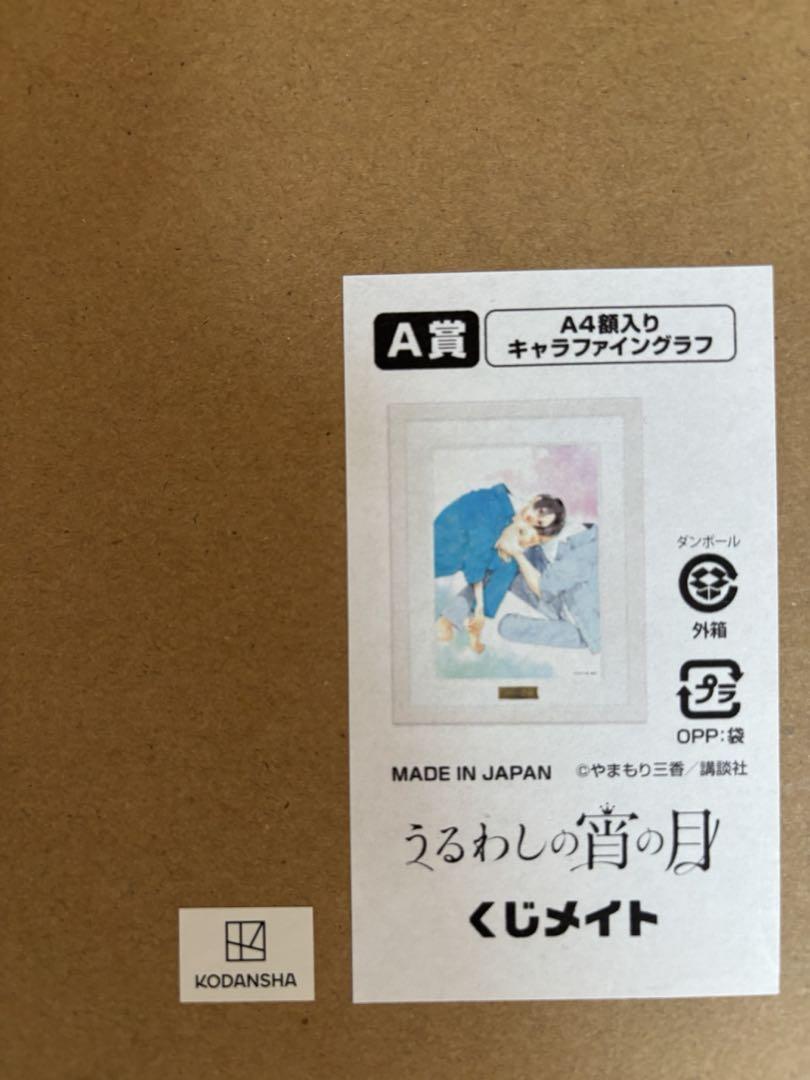 A賞
A4額入り
キャラファイングラフ
ダンボール
外箱
プラ
OPP:袋
MADE IN JAPAN
©やまもり三香/講談社
うるわしの宵の月
くじメイト
KODANSHA